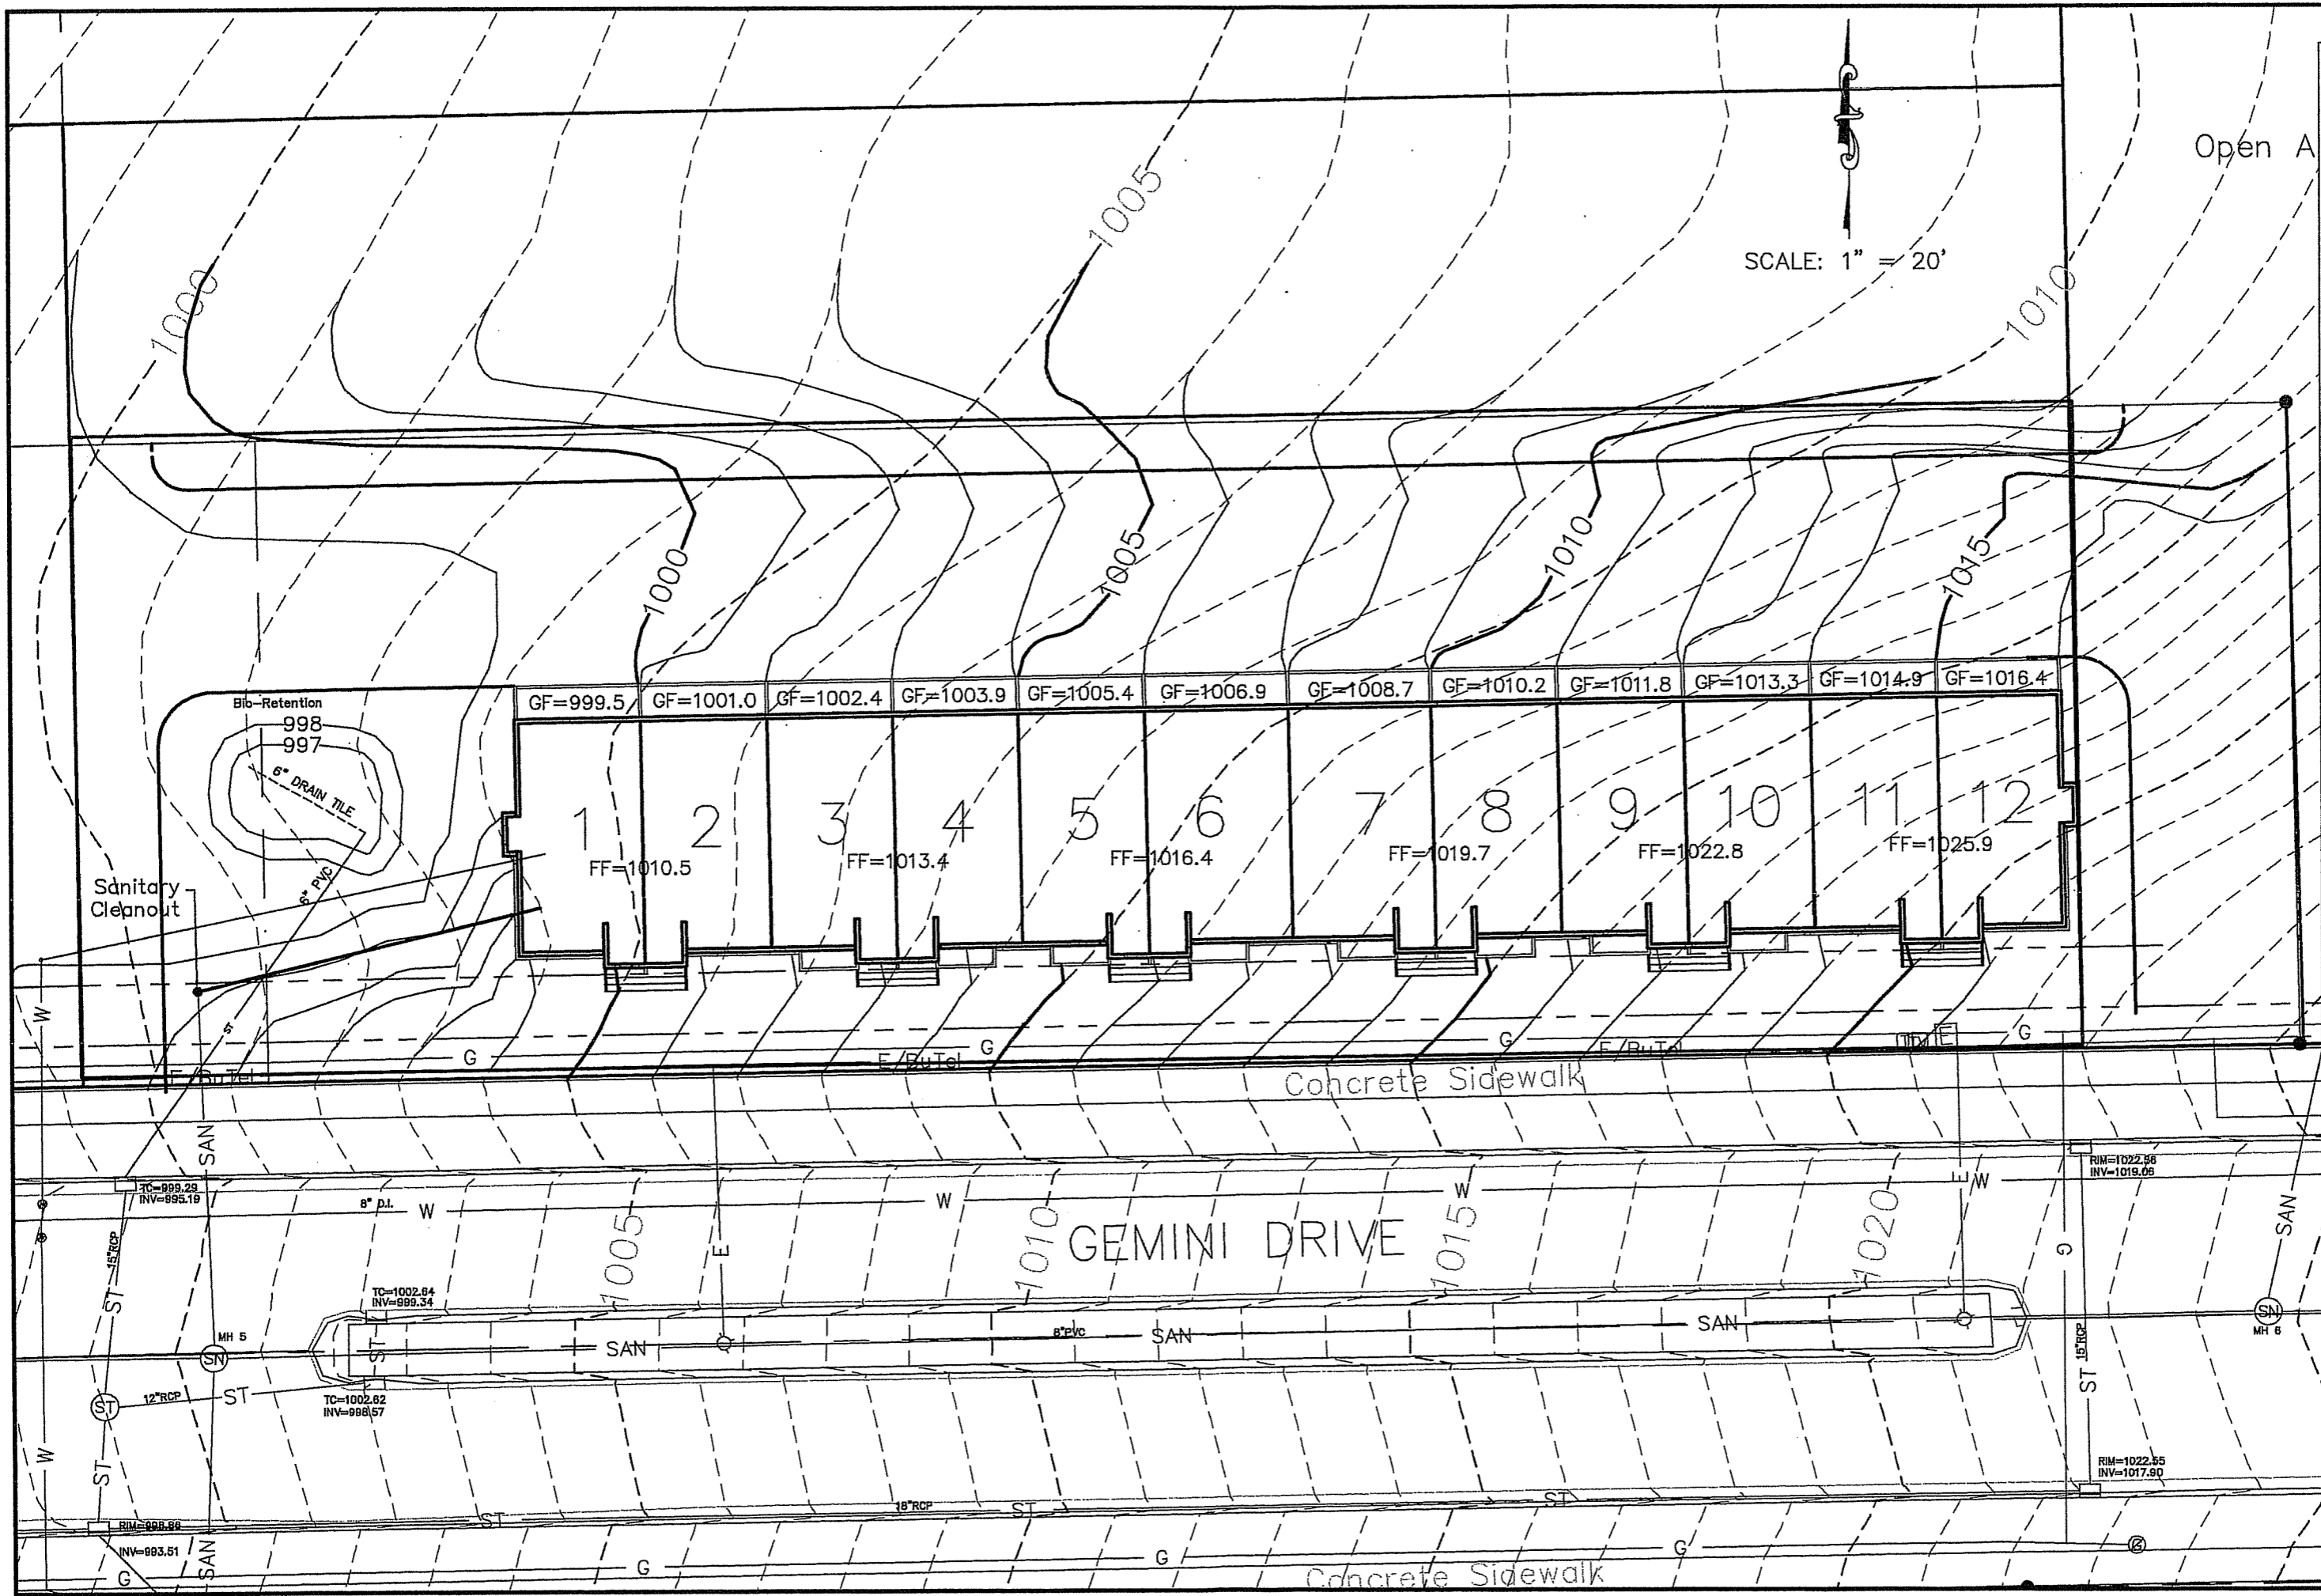 Open A
1005
1000
SCALE: 1" = 20'
1010
1000
1005
1010
1015
Bio-Retention
998
997
6" DRAIN TILE
6" PVC
Sanitary
Cleanout
GF=999.5
GF=1001.0
GF=1002.4
GF=1003.9
GF=1005.4
GF=1006.9
GF=1008.7
GF=1010.2
GF=1011.8
GF=1013.3
GF=1014.9
GF=1016.4
1
2
3
4
5
6
7
8
9
10
11
12
FF=1010.5
FF=1013.4
FF=1016.4
FF=1019.7
FF=1022.8
FF=1025.9
W
ST
G
G
G
G
E
E/BuTel
E/BuTel
E/BuTel
Concrete Sidewalk
SAN
TC=999.29
INV=995.19
8" D.I.
W
W
W
W
E
E
RIM=1022.56
INV=1019.06
SAN
15"RCP
ST
1005
1010
1015
1020
GEMINI DRIVE
G
TC=1002.64
INV=999.34
MH 5
SN
ST
SAN
8"PVC
SAN
SAN
SN
MH 6
15"RCP
ST
ST
12"RCP
ST
TC=1002.62
INV=998.57
W
ST
RIM=1022.55
INV=1017.90
18"RCP
ST
ST
ST
RIM=998.86
INV=993.51
SAN
G
G
G
G
Concrete Sidewalk